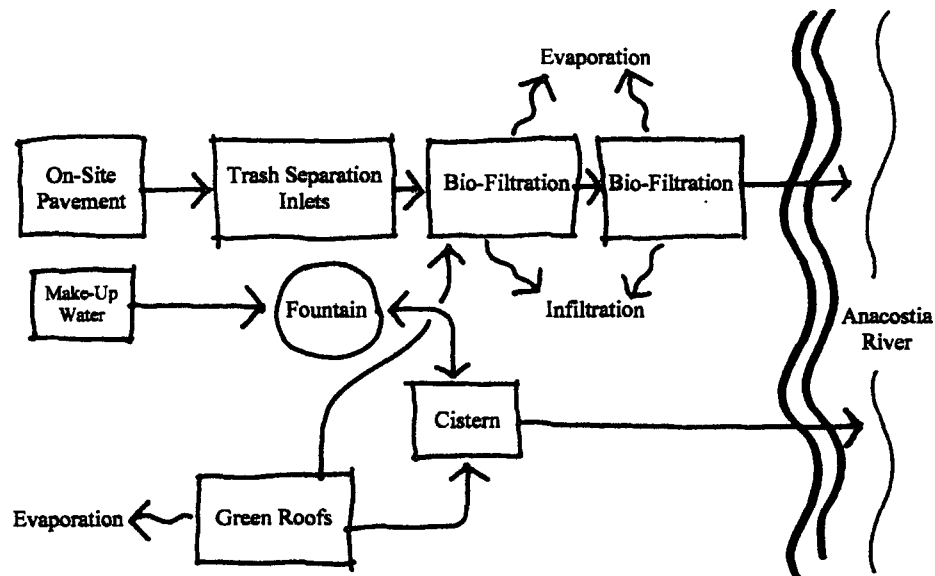 Evaporation
On-Site
Pavement
Trash Separation
Inlets
Bio-Filtration
Bio-Filtration
Make-Up
Water
Fountain
Infiltration
Anacostia
River
Cistern
Evaporation
Green Roofs